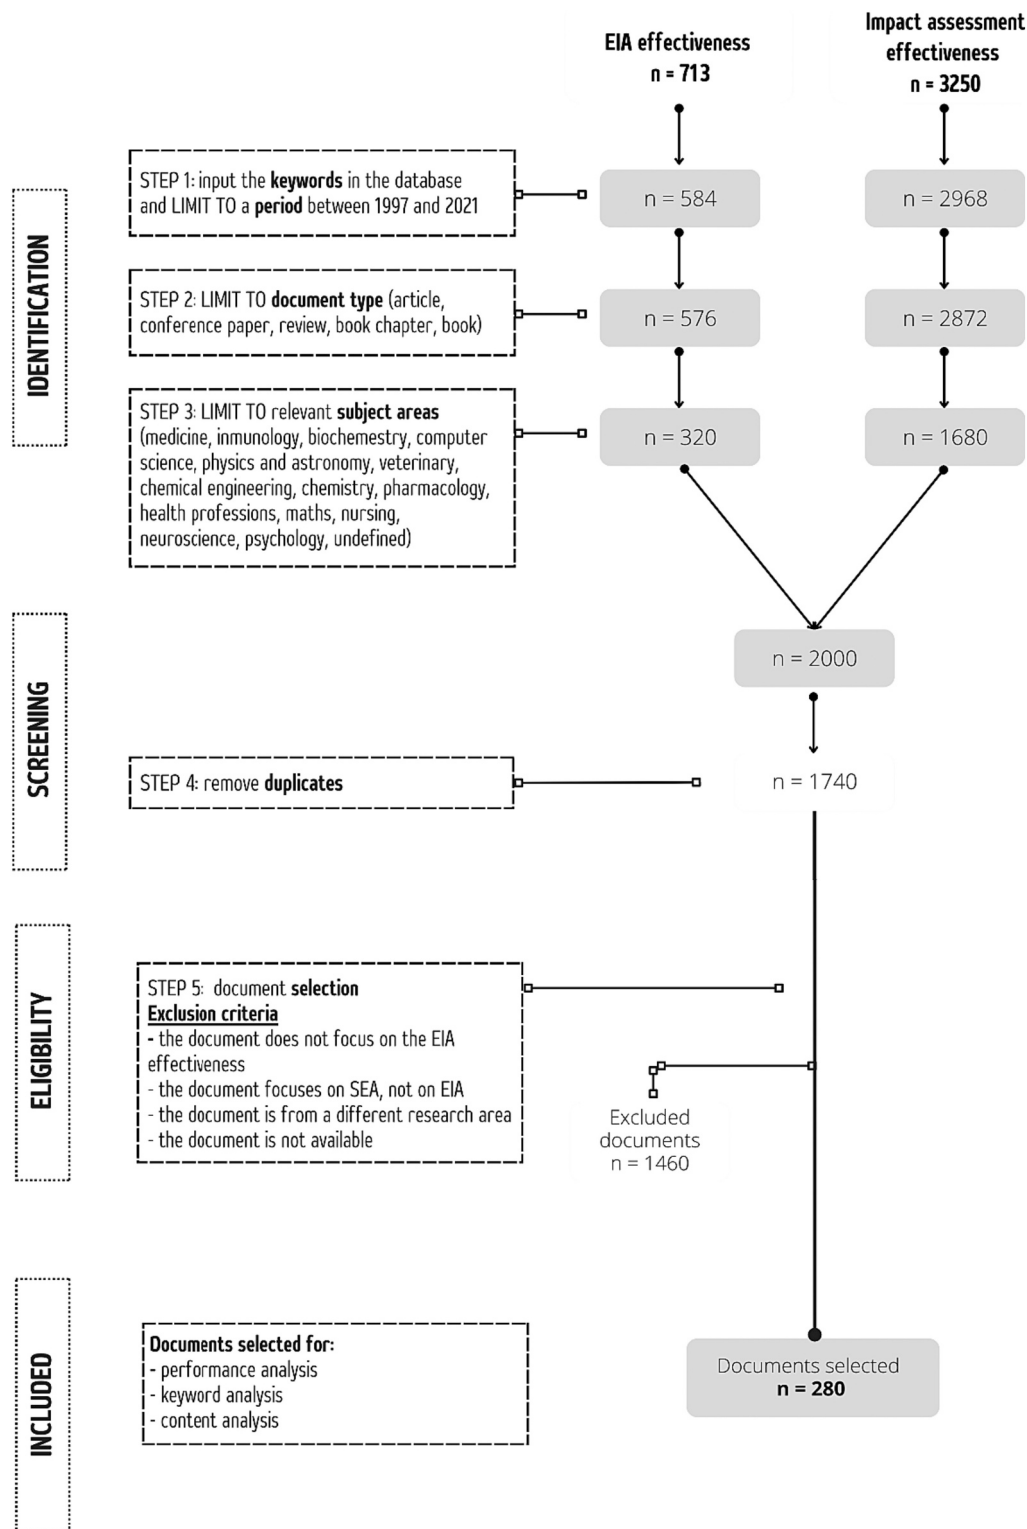 EIA effectiveness
n = 713
Impact assessment
effectiveness
n = 3250
IDENTIFICATION
STEP 1: input the keywords in the database
and LIMIT TO a period between 1997 and 2021
n = 584
n = 2968
STEP 2: LIMIT TO document type (article,
conference paper, review, book chapter, book)
n = 576
n = 2872
STEP 3: LIMIT TO relevant subject areas
(medicine, inmunology, biochemestry, computer
science, physics and astronomy, veterinary,
chemical engineering, chemistry, pharmacology,
health professions, maths, nursing,
neuroscience, psychology, undefined)
n = 320
n = 1680
SCREENING
n = 2000
STEP 4: remove duplicates
n = 1740
ELIGIBILITY
STEP 5: document selection
Exclusion criteria
- the document does not focus on the EIA
effectiveness
- the document focuses on SEA, not on EIA
- the document is from a different research area
- the document is not available
Excluded
documents
n = 1460
INCLUDED
Documents selected for:
- performance analysis
- keyword analysis
- content analysis
Documents selected
n = 280